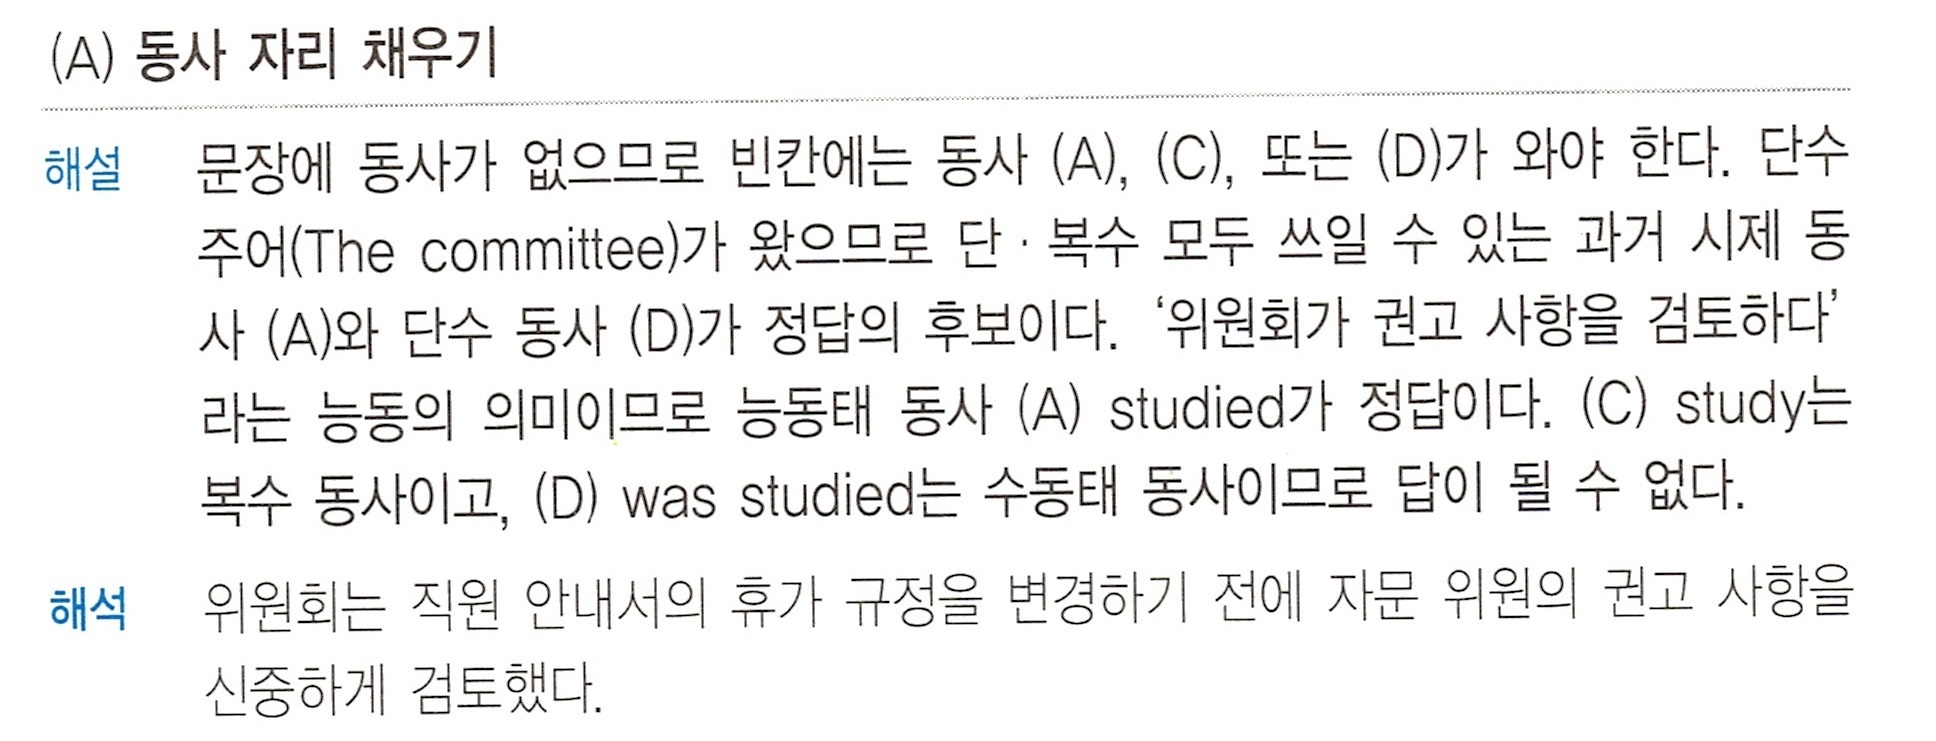 (A) 동사 자리 채우기
해설 문장에 동사가 없으므로 빈칸에는 동사 (A), (C), 또는 (D)가 와야 한다. 단수
주어(The committee)가 왔으므로 단·복수 모두 쓰일 수 있는 과거 시제 동
사 (A)와 단수 동사 (D)가 정답의 후보이다. ‘위원회가 권고 사항을 검토하다’
라는 능동의 의미이므로 능동태 동사 (A) studied가 정답이다. (C) study는
복수 동사이고, (D) was studied는 수동태 동사이므로 답이 될 수 없다.
해석 위원회는 직원 안내서의 휴가 규정을 변경하기 전에 자문 위원의 권고 사항을
신중하게 검토했다.